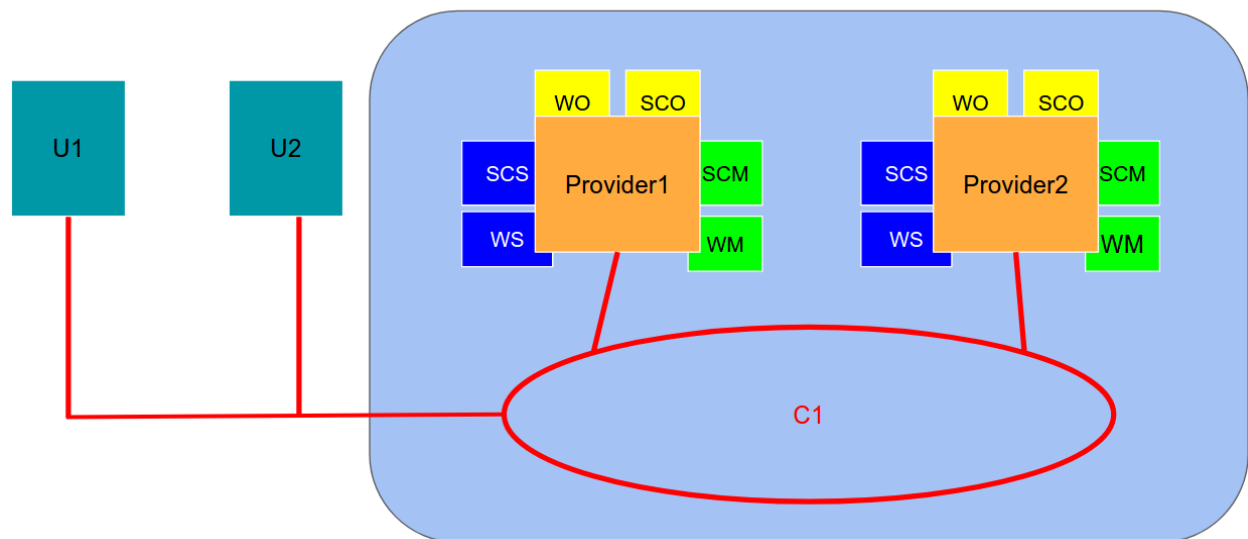 WO SCO WO SCO
U1 U2 SCS Provider1 SCM SCS Provider2 SCM
WS WM WS WM
C1